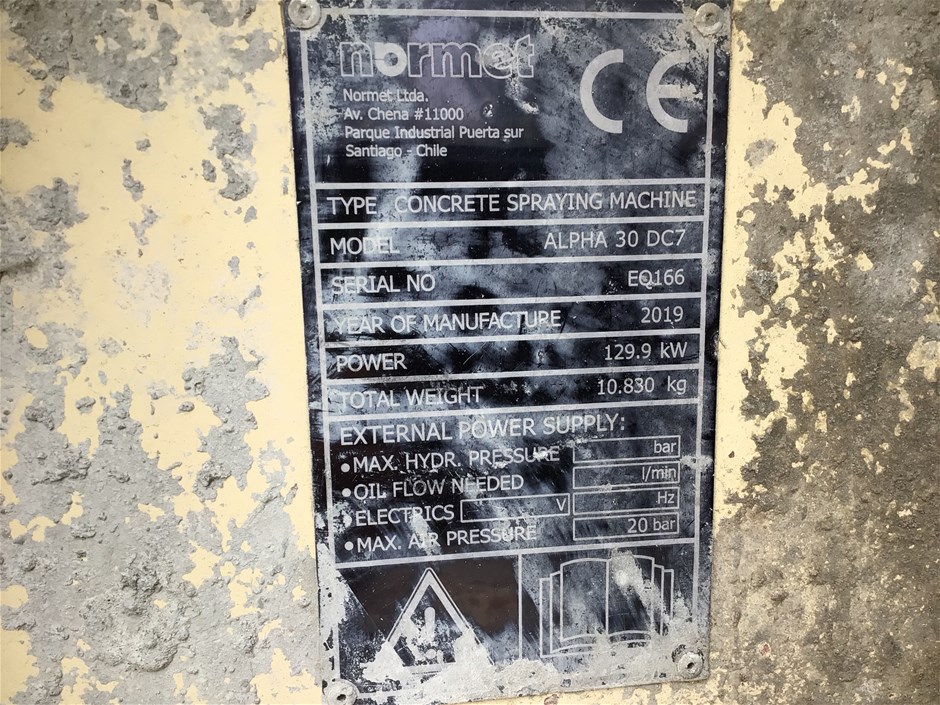 normet
CE
Normet Ltda.
Av. Chena #11000
Parque Industrial Puerta sur
Santiago - Chile
TYPE CONCRETE SPRAYING MACHINE
MODEL ALPHA 30 DC7
SERIAL NO EQ166
YEAR OF MANUFACTURE 2019
POWER 129.9 kW
TOTAL WEIGHT 10.830 kg
EXTERNAL POWER SUPPLY:
•MAX. HYDR. PRESSURE bar
•OIL FLOW NEEDED l/min
•ELECTRICS V Hz
•MAX. AIR PRESSURE 20 bar